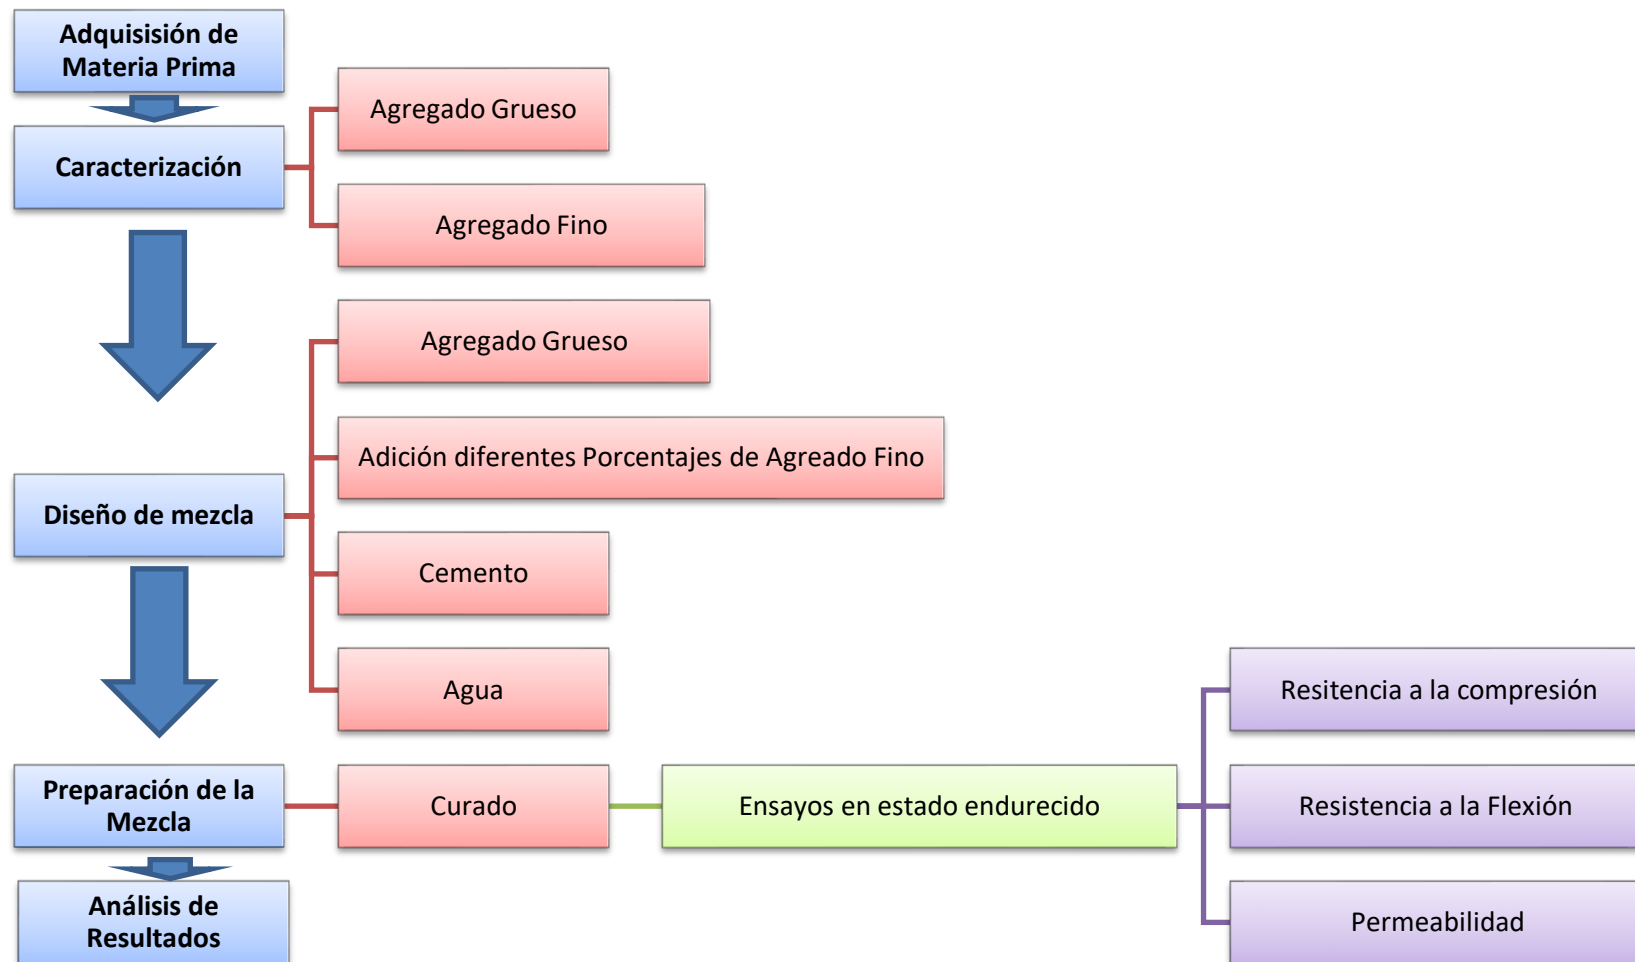 Adquisisión de
Materia Prima
Agregado Grueso
Caracterización
Agregado Fino
Agregado Grueso
Adición diferentes Porcentajes de Agreado Fino
Diseño de mezcla
Cemento
Agua
Resitencia a la compresión
Preparación de la
Mezcla
Curado
Ensayos en estado endurecido
Resistencia a la Flexión
Análisis de
Resultados
Permeabilidad